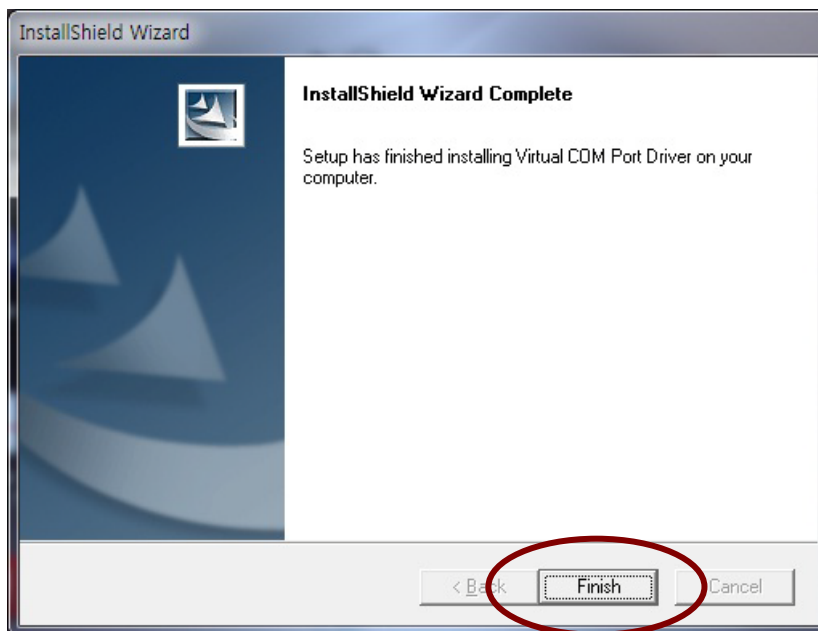 InstallShield Wizard
InstallShield Wizard Complete
Setup has finished installing Virtual COM Port Driver on your
computer.
< Back
Finish
Cancel